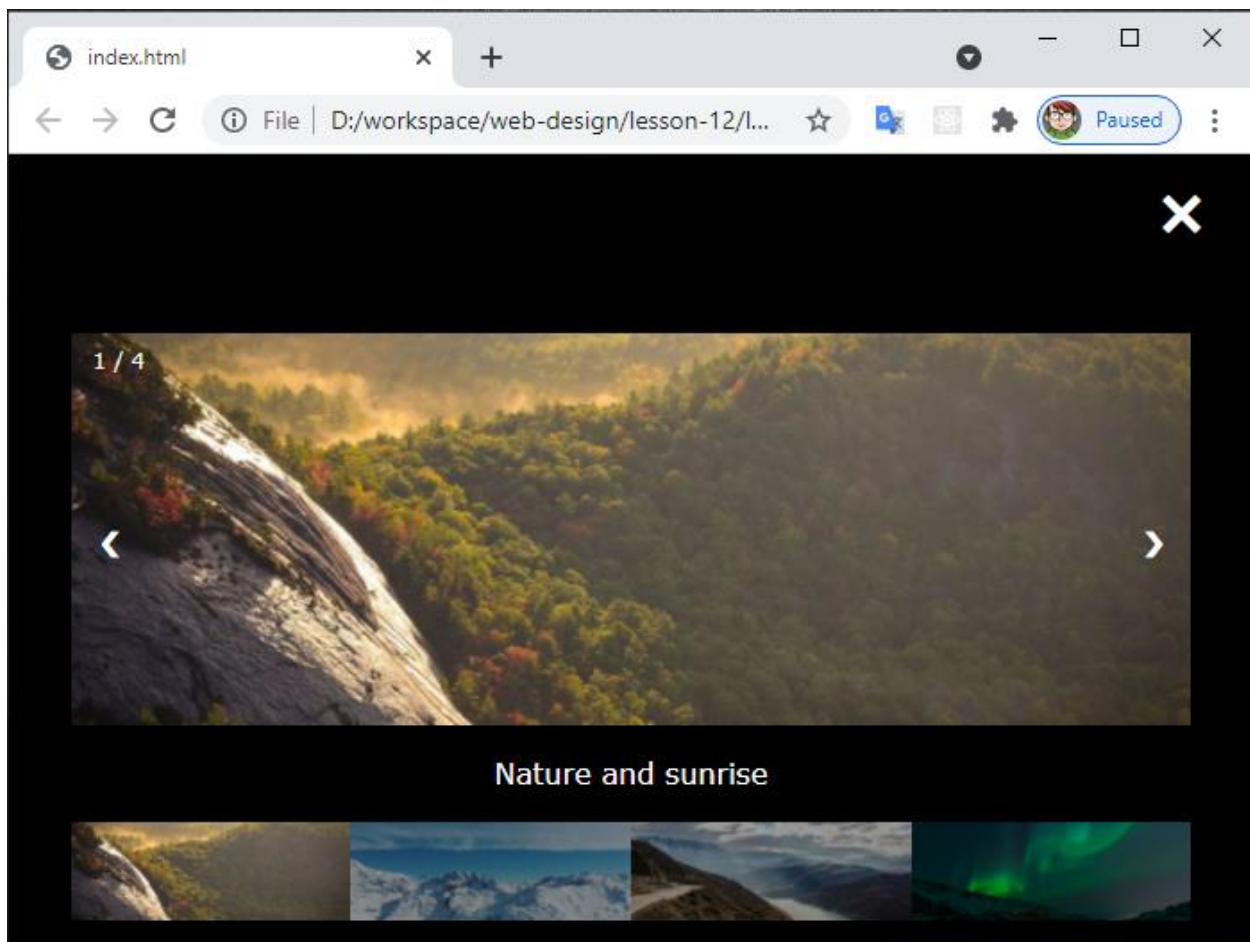 index.html
File D:/workspace/web-design/lesson-12/l... Paused
1 / 4
Nature and sunrise